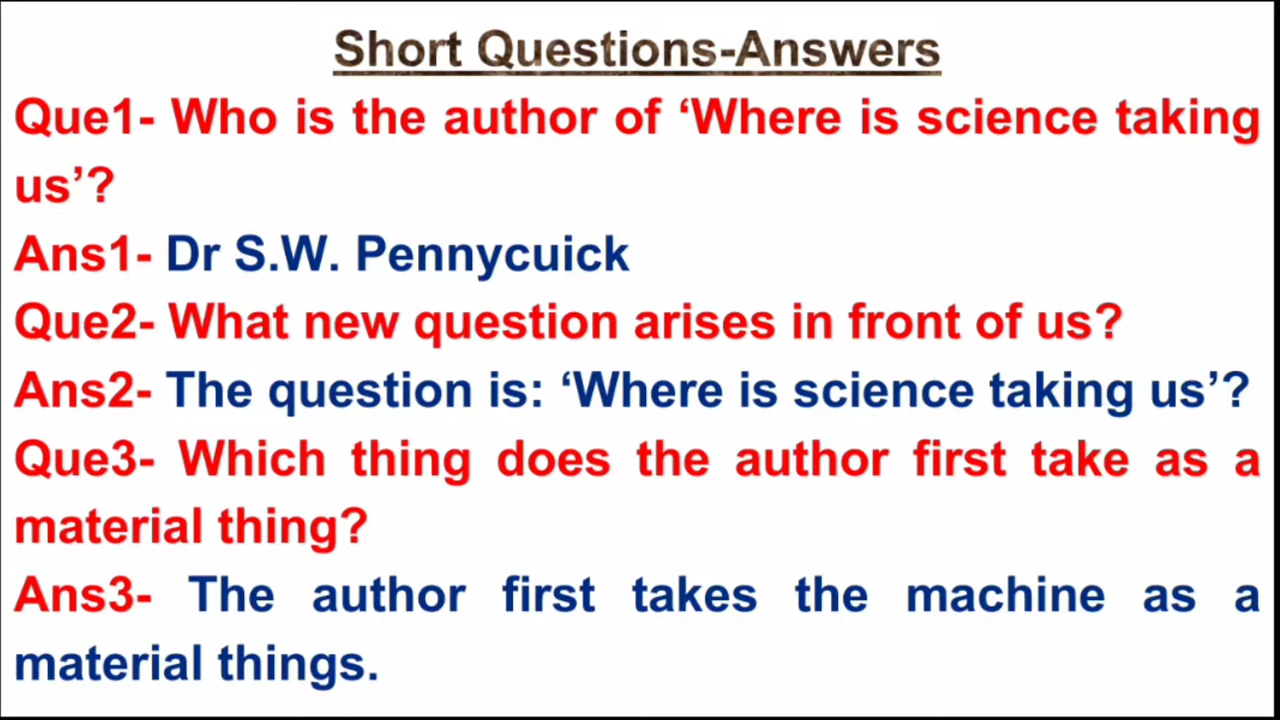 Short Questions-Answers
Que1- Who is the author of ‘Where is science taking
us’?
Ans1- Dr S.W. Pennycuick
Que2- What new question arises in front of us?
Ans2- The question is: ‘Where is science taking us’?
Que3- Which thing does the author first take as a
material thing?
Ans3- The author first takes the machine as a
material things.